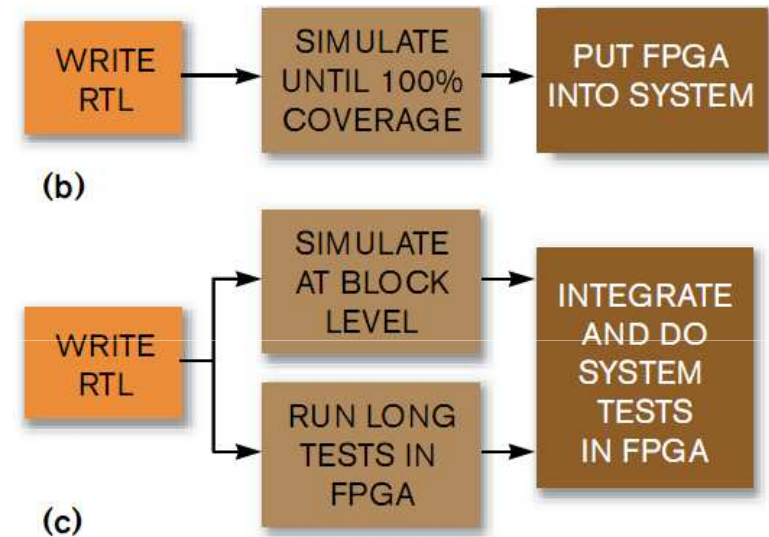 WRITE
RTL
SIMULATE
UNTIL 100%
COVERAGE
PUT FPGA
INTO SYSTEM
(b)
WRITE
RTL
SIMULATE
AT BLOCK
LEVEL
RUN LONG
TESTS IN
FPGA
INTEGRATE
AND DO
SYSTEM
TESTS
IN FPGA
(c)